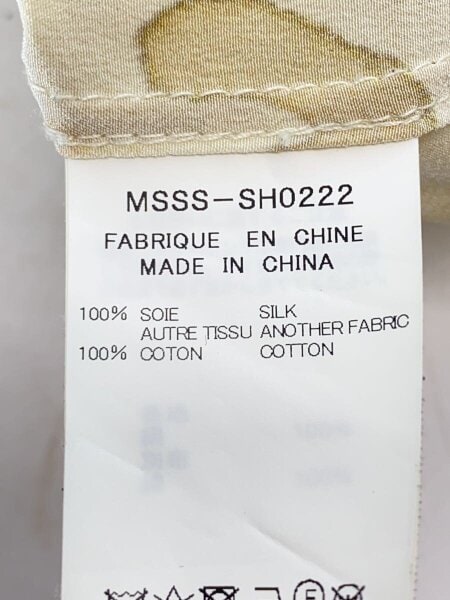 MSSS-SH0222
FABRIQUE EN CHINE
MADE IN CHINA
100% SOIE SILK
AUTRE TISSU ANOTHER FABRIC
100% COTON COTTON